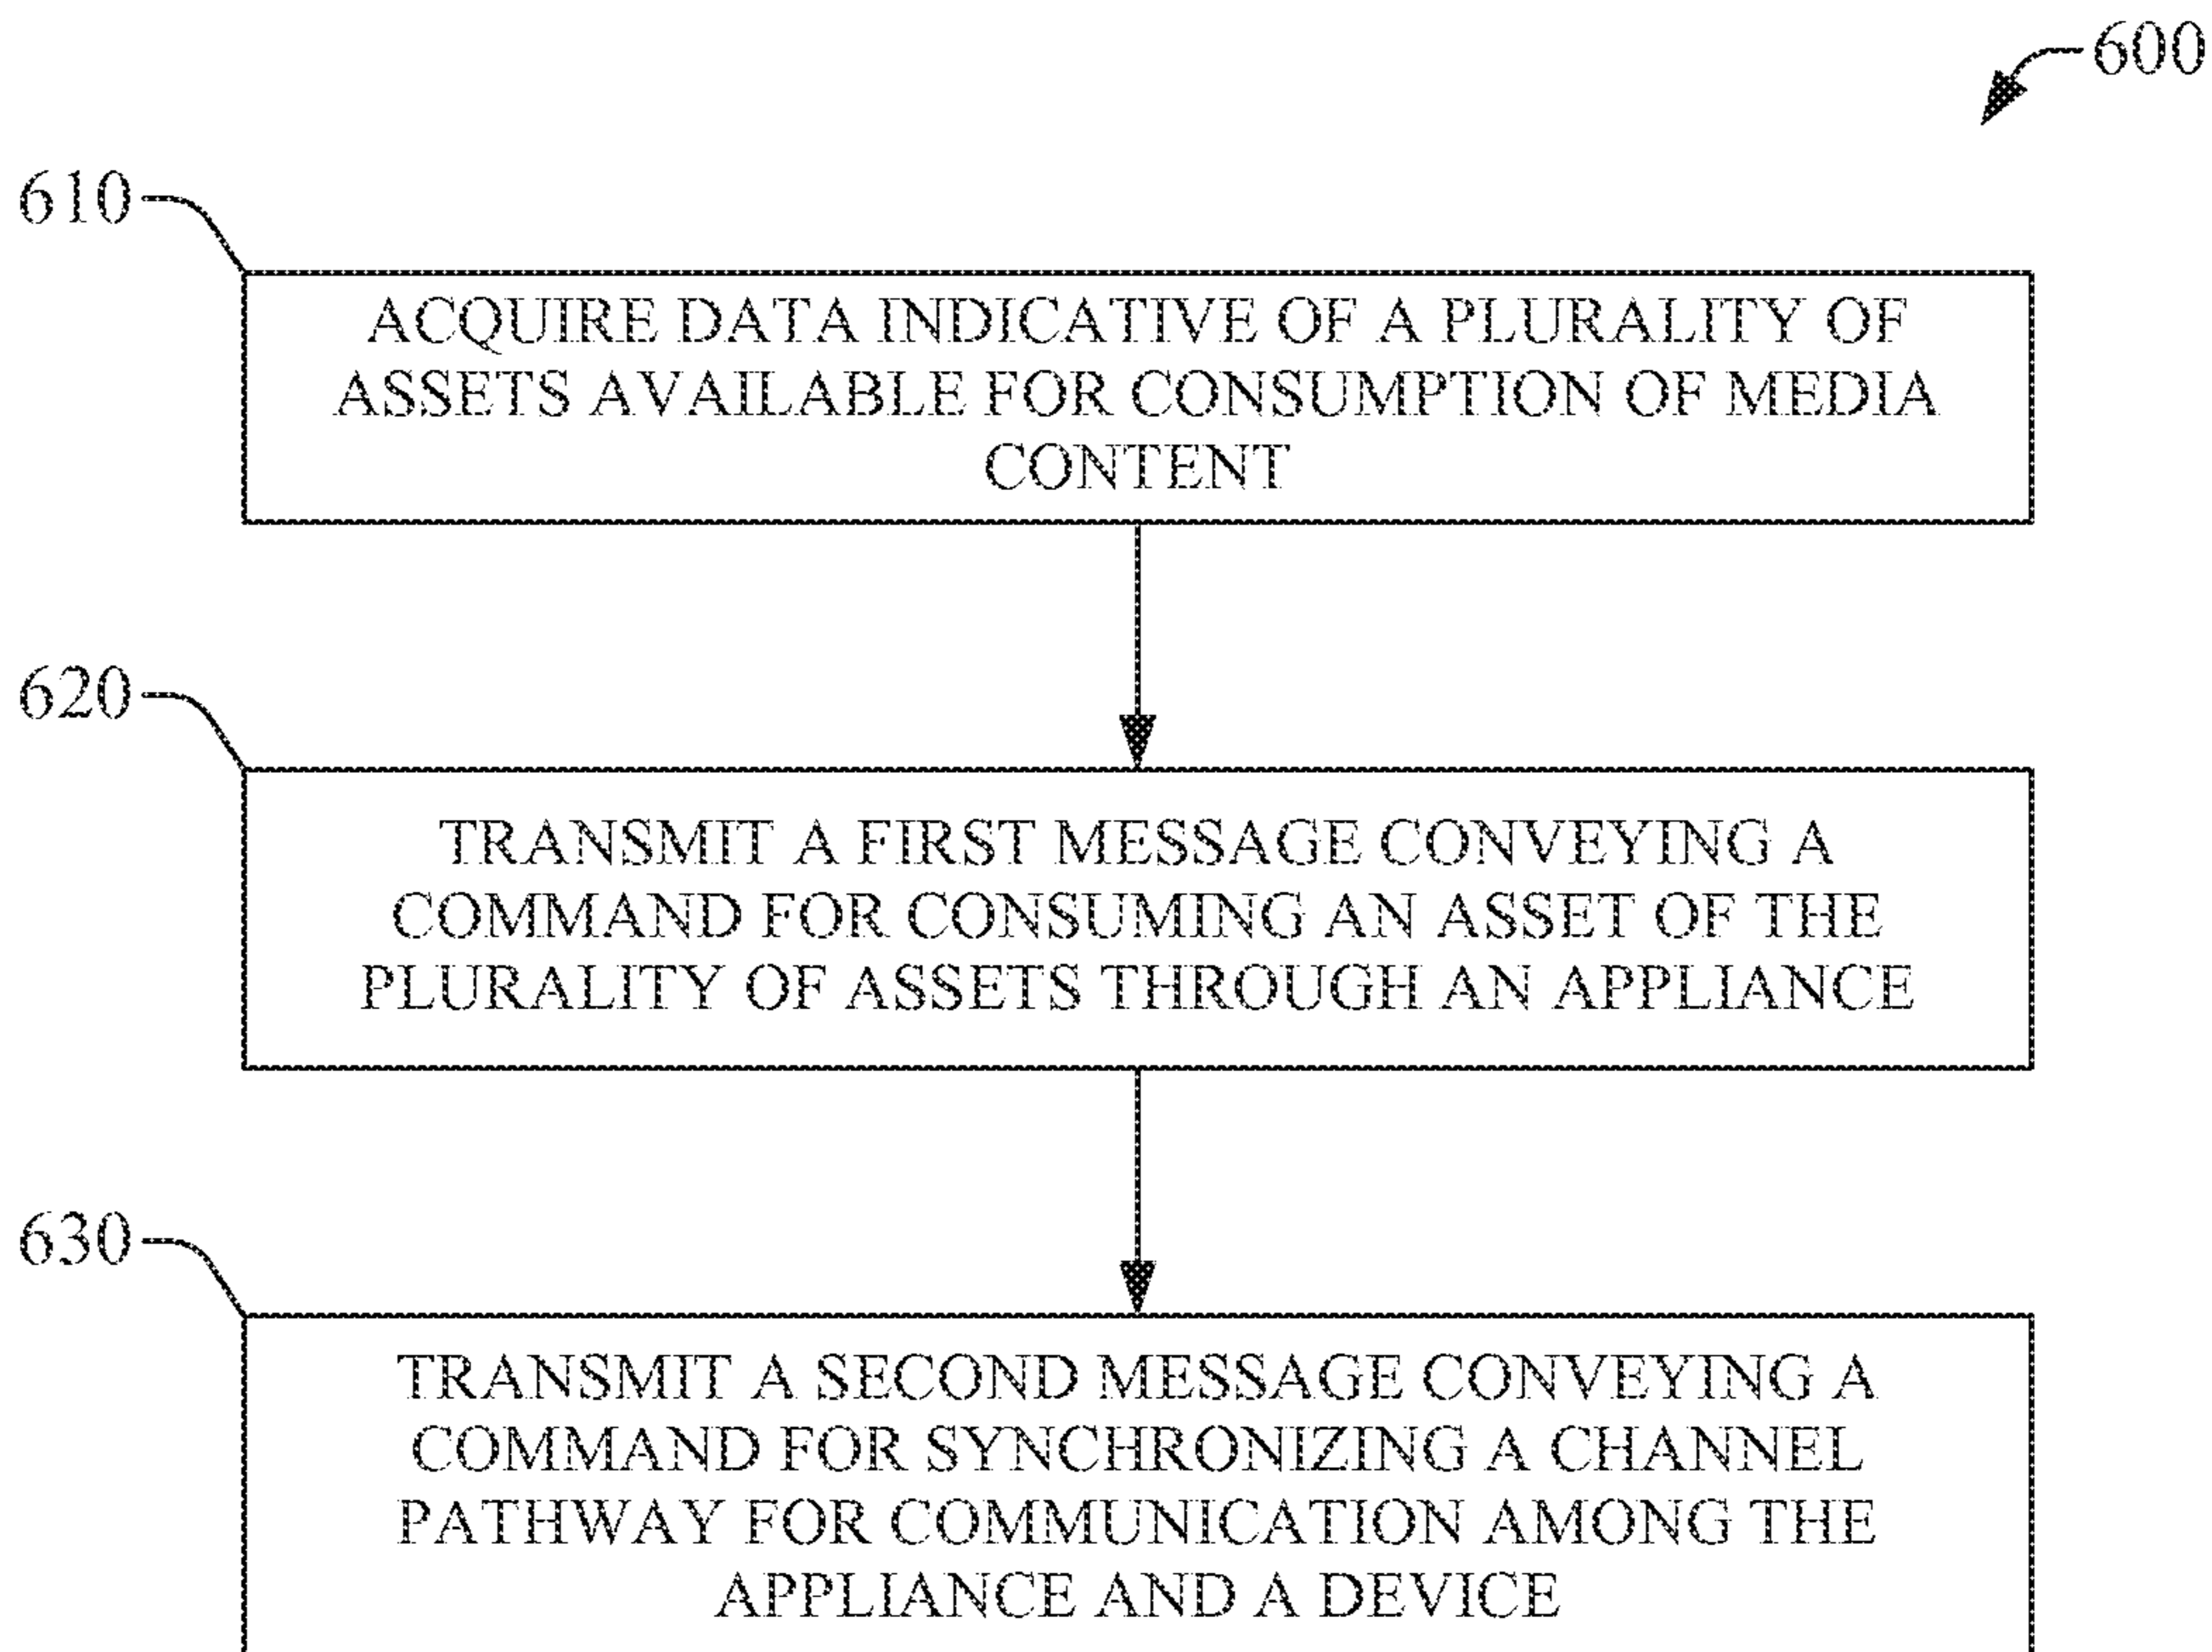 600
610
ACQUIRE DATA INDICATIVE OF A PLURALITY OF
ASSETS AVAILABLE FOR CONSUMPTION OF MEDIA
CONTENT
620
TRANSMIT A FIRST MESSAGE CONVEYING A
COMMAND FOR CONSUMING AN ASSET OF THE
PLURALITY OF ASSETS THROUGH AN APPLIANCE
630
TRANSMIT A SECOND MESSAGE CONVEYING A
COMMAND FOR SYNCHRONIZING A CHANNEL
PATHWAY FOR COMMUNICATION AMONG THE
APPLIANCE AND A DEVICE